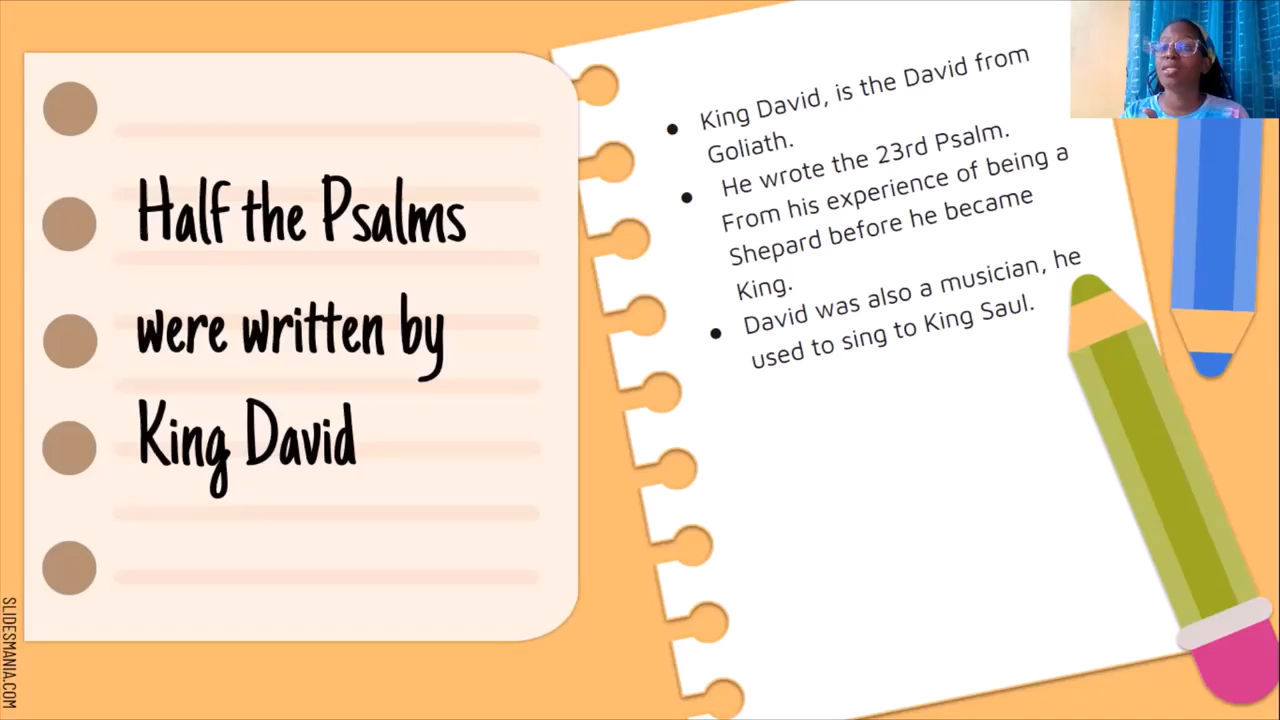 Half the Psalms
were written by
King David
King David, is the David from
Goliath.
He wrote the 23rd Psalm.
From his experience of being a
Shepard before he became
King.
David was also a musician, he
used to sing to King Saul.
SLIDESMANIA.COM